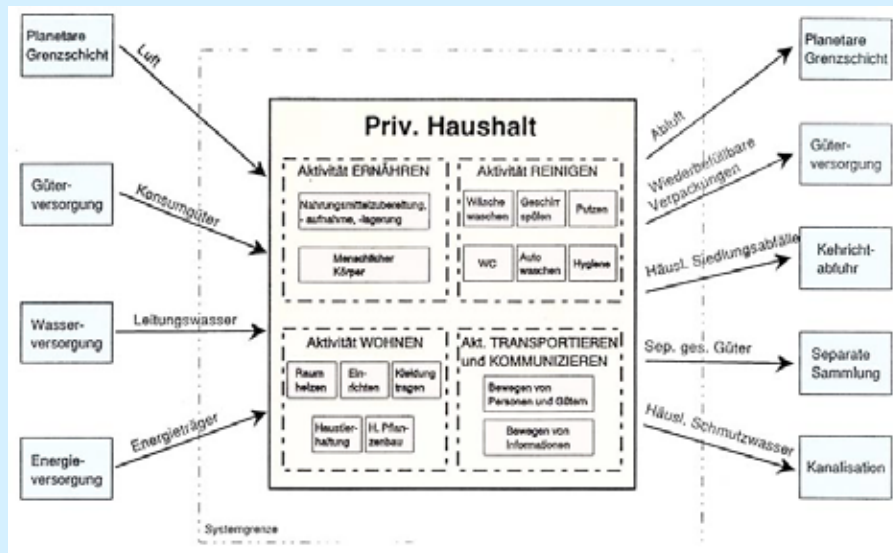 Planetare
Grenzschicht
Luft
Güter-
versorgung
Konsumgüter
Wasser-
versorgung
Leitungswasser
Energie-
versorgung
Energieträger
Priv. Haushalt
Aktivität ERNÄHREN
Nahrungsmittelzubereitung,
- aufnahme, -lagerung
Menschlicher
Körper
Aktivität REINIGEN
Wäsche
waschen
Geschirr
spülen
Putzen
WC
Auto
waschen
Hygiene
Aktivität WOHNEN
Raum
heizen
Ein-
richten
Kleidung
tragen
Haustier-
haltung
H. Pflan-
zenbau
Akt. TRANSPORTIEREN
und KOMMUNIZIEREN
Bewegen von
Personen und Gütern
Bewegen von
Informationen
Systemgrenze
Abluft
Planetare
Grenzschicht
Wiederbefüllbare
Verpackungen
Güter-
versorgung
Häusl. Siedlungsabfälle
Kehricht-
abfuhr
Sep. ges. Güter
Separate
Sammlung
Häusl. Schmutzwasser
Kanalisation